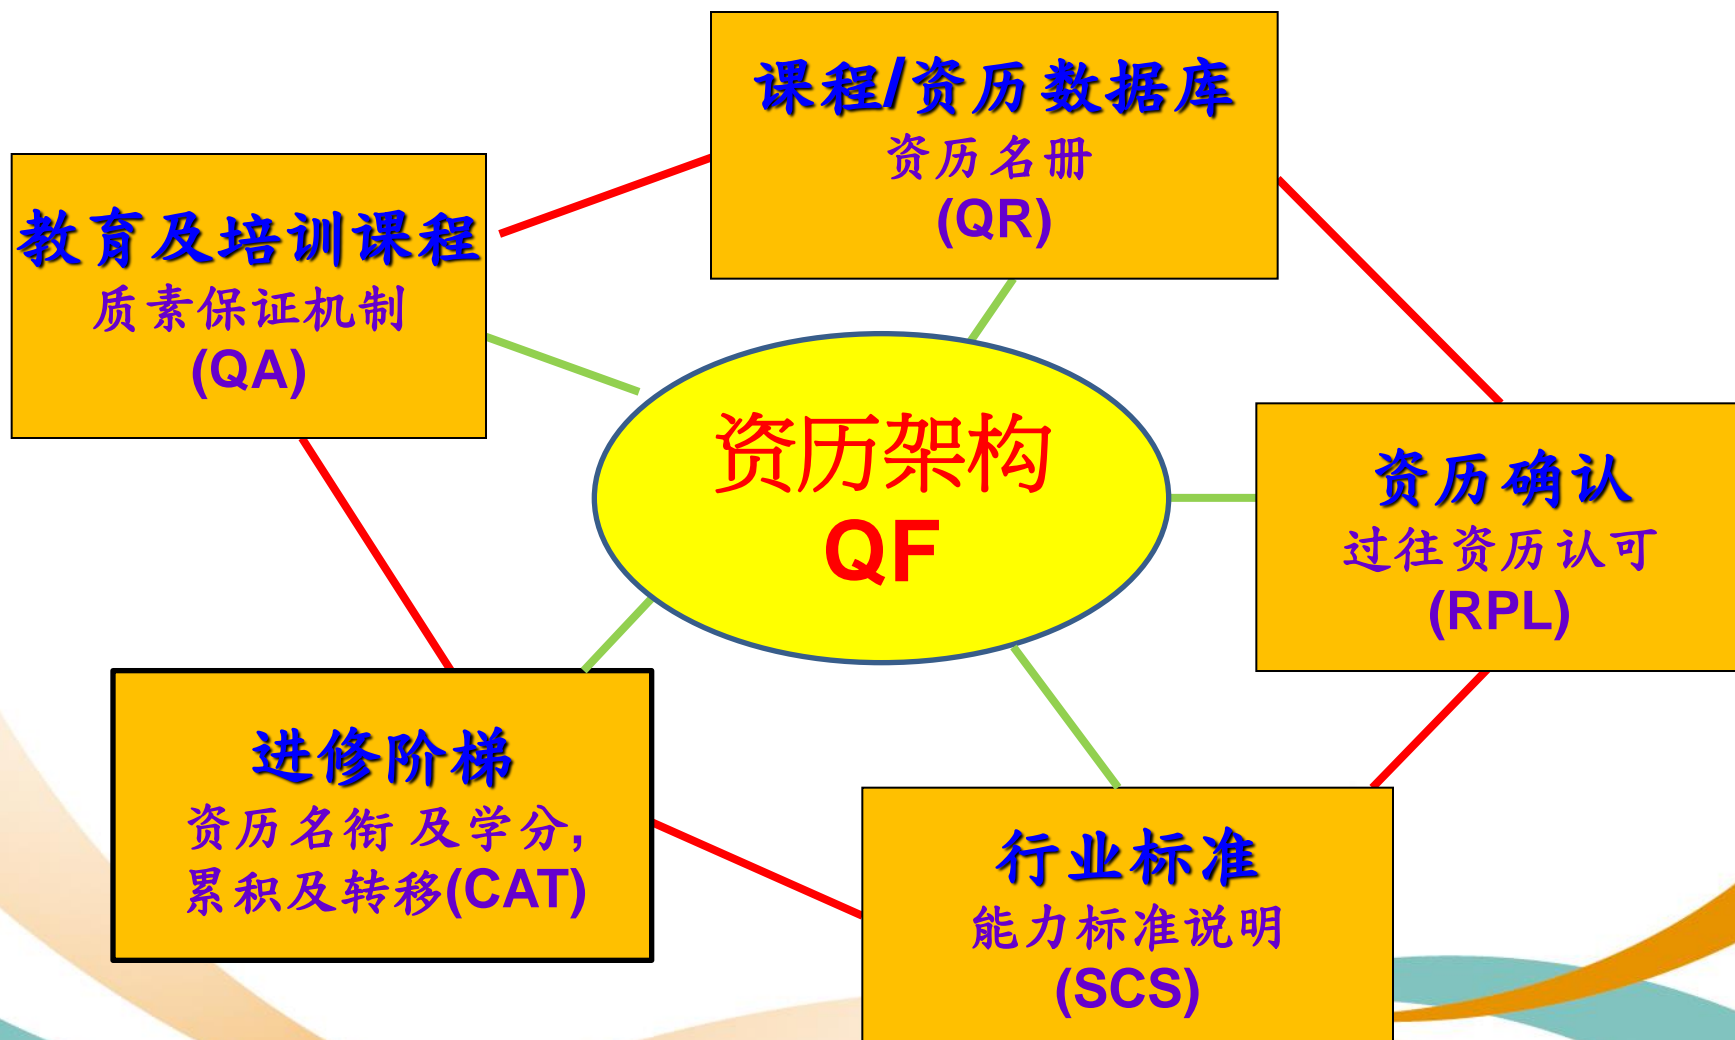 课程/资历数据库
资历名册
(QR)
教育及培训课程
质素保证机制
(QA)
资历架构
QF
资历确认
过往资历认可
(RPL)
进修阶梯
资历名衔 及学分,
累积及转移(CAT)
行业标准
能力标准说明
(SCS)